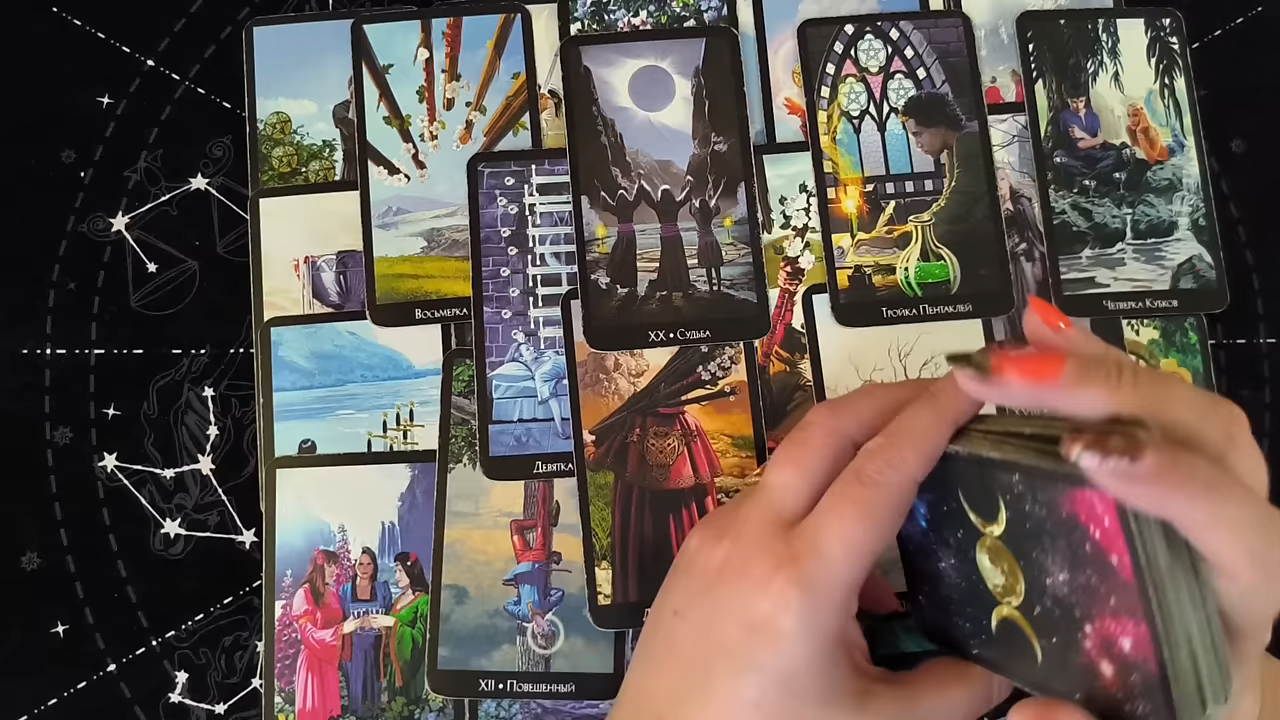 Восьмерка
XX • Судьба
Тройка Пентаклей
Четверка Кубков
Девятка
XII • Повешенный